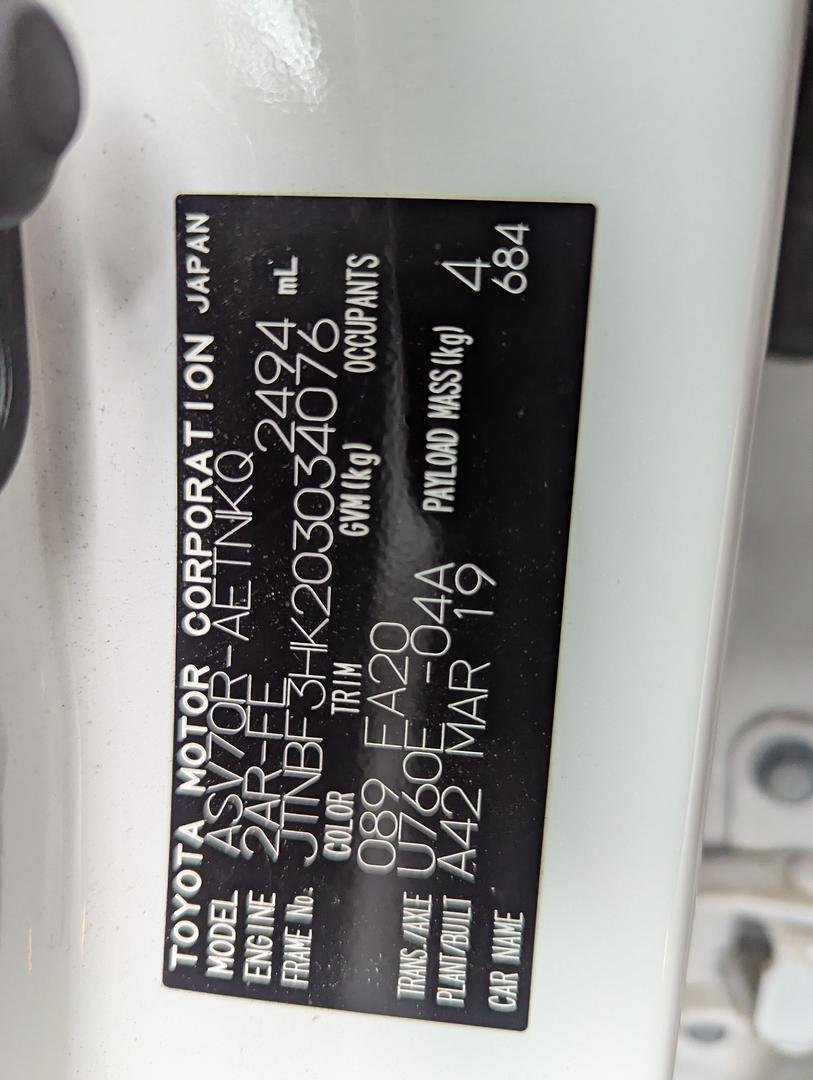 TOYOTA MOTOR CORPORATION JAPAN
MODEL ASV70R-AETNKQ
ENGINE 2AR-FE 2494 mL
FRAME No. JTNBF3HK203034076
COLOR TRIM GVM(kg) OCCUPANTS
089 EA20
TRANS./AXLE U760E -04A PAYLOAD MASS(kg) 4
PLANT/BUILT A42 MAR 19 684
CAR NAME